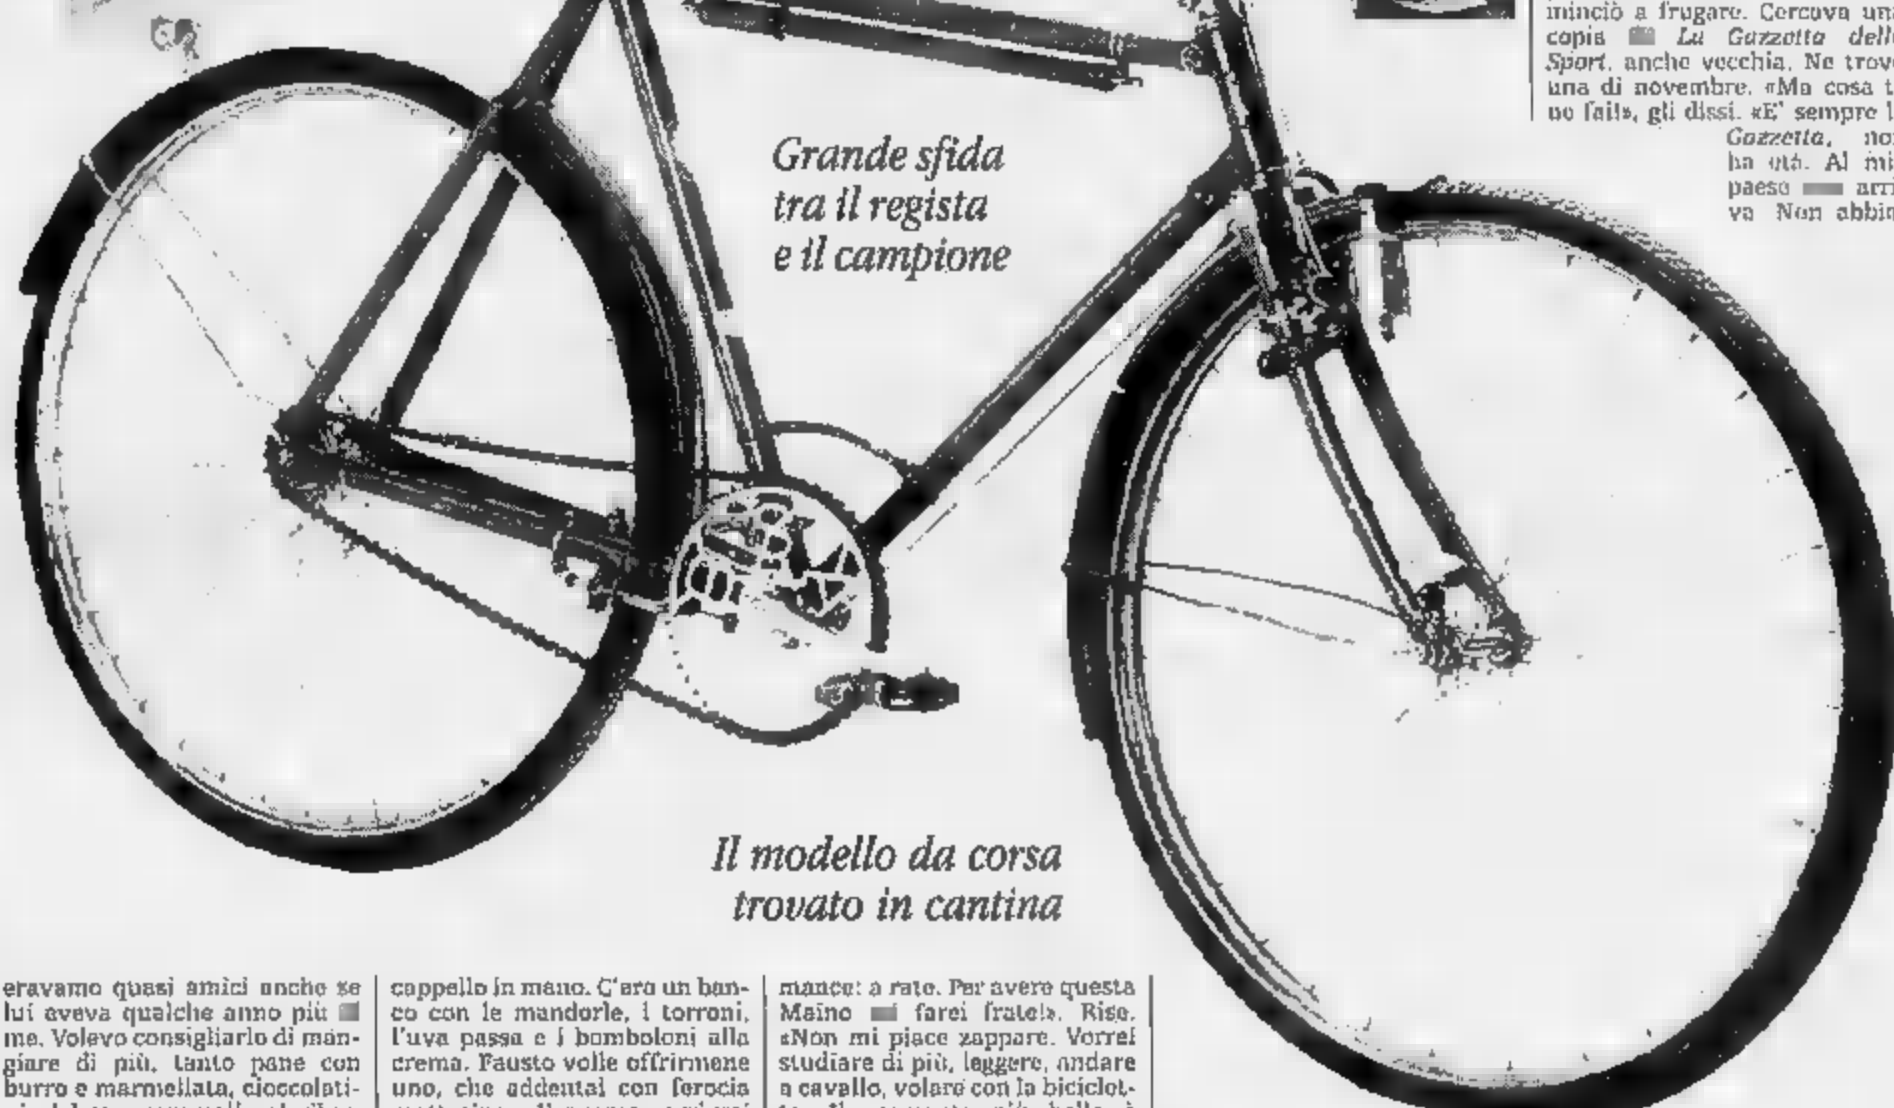 minciò a frugare. Cercava una
copia La Gazzetta dello
Sport, anche vecchia. Ne trovò
una di novembre. «Ma cosa t
ne fai!», gli dissi. «E' sempre l
Gazzetta, non
ha età. Al mi
paese arri
va Non abbia
Grande sfida
tra il regista
e il campione
Il modello da corsa
trovato in cantina
eravamo quasi amici anche se
lui aveva qualche anno più
me. Volevo consigliarlo di man-
giare di più, tanto pane con
burro e marmellata, cioccolati-
cappello in mano. C'era un ban-
co con le mandorle, i torroni,
l'uva passa e i bomboloni alla
crema. Fausto volle offrirmene
uno, che addentai con ferocia
mance: a rate. Per avere questa
Maino farei frate!». Rise.
«Non mi piace zappare. Vorrei
studiare di più, leggere, andare
a cavallo, volare con la biciclet-